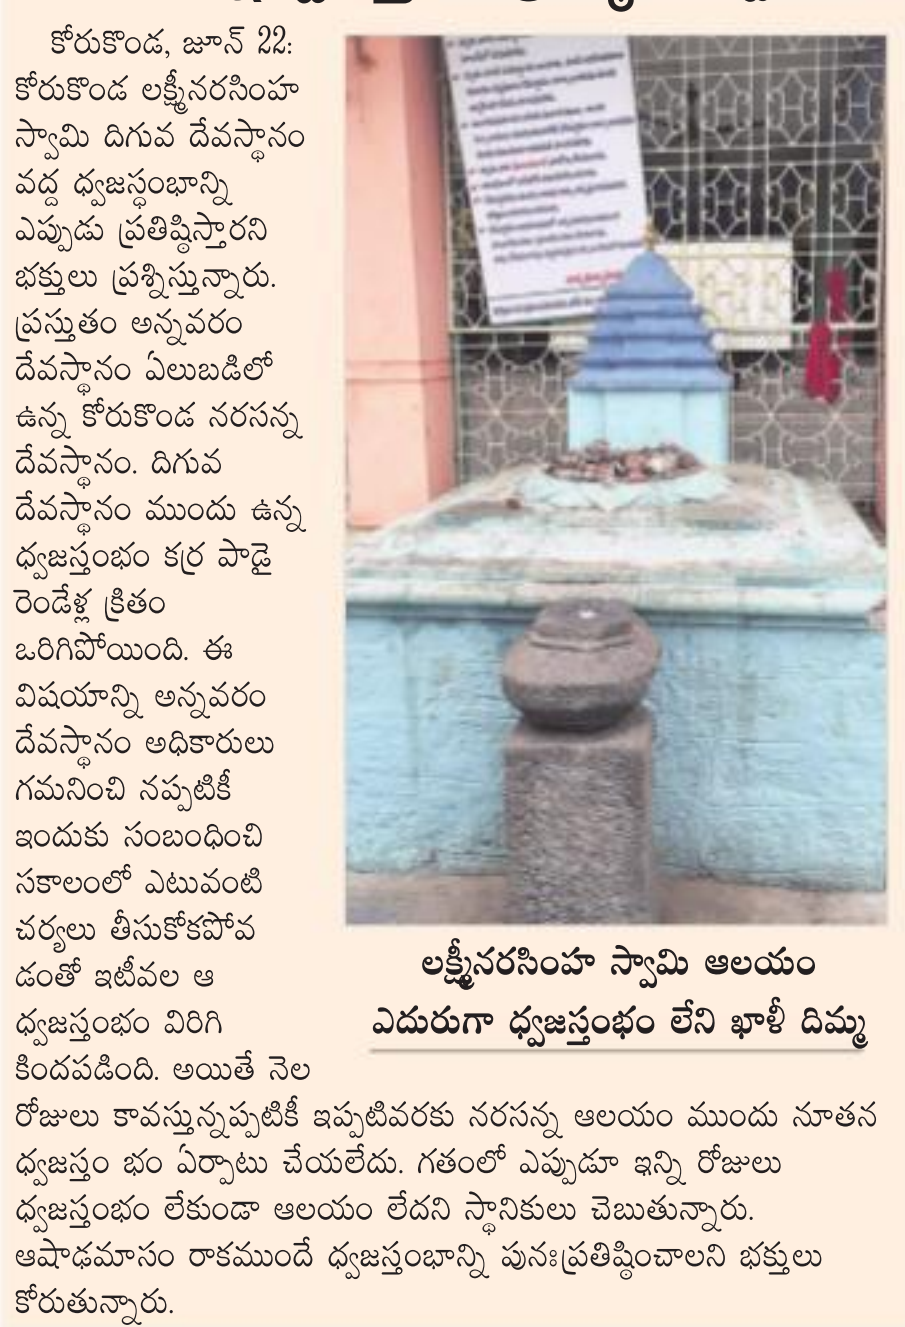 కోరుకొండ, జూన్ 22:
కోరుకొండ లక్ష్మీనరసింహ
స్వామి దిగువ దేవస్థానం
వద్ద ధ్వజస్థంభాన్ని
ఎప్పుడు ప్రతిష్ఠిస్తారని
భక్తులు ప్రశ్నిస్తున్నారు.
ప్రస్తుతం అన్నవరం
దేవస్థానం ఏలుబడిలో
ఉన్న కోరుకొండ నరసన్న
దేవస్థానం. దిగువ
దేవస్థానం ముందు ఉన్న
ధ్వజస్తంభం కర్ర పాడై
రెండేళ్ల క్రితం
ఒరిగిపోయింది. ఈ
విషయాన్ని అన్నవరం
దేవస్థానం అధికారులు
గమనించి నప్పటికీ
ఇందుకు సంబంధించి
సకాలంలో ఎటువంటి
చర్యలు తీసుకోకపోవ
డంతో ఇటీవల ఆ
ధ్వజస్తంభం విరిగి
కిందపడింది. అయితే నెల
రోజులు కావస్తున్నప్పటికీ ఇప్పటివరకు నరసన్న ఆలయం ముందు నూతన
ధ్వజస్తం భం ఏర్పాటు చేయలేదు. గతంలో ఎప్పుడూ ఇన్ని రోజులు
ధ్వజస్తంభం లేకుండా ఆలయం లేదని స్థానికులు చెబుతున్నారు.
ఆషాఢమాసం రాకముందే ధ్వజస్తంభాన్ని పునఃప్రతిష్ఠించాలని భక్తులు
కోరుతున్నారు.
లక్ష్మీనరసింహ స్వామి ఆలయం
ఎదురుగా ధ్వజస్తంభం లేని ఖాళీ దిమ్మ